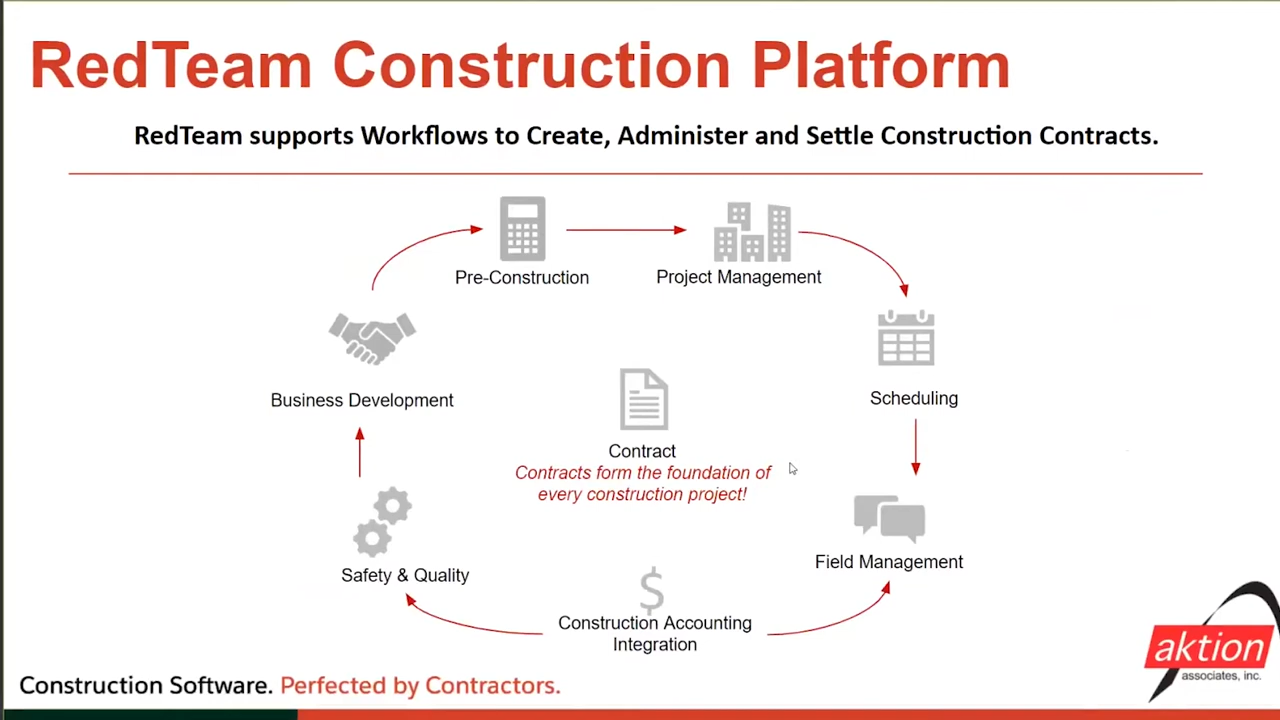 RedTeam Construction Platform
RedTeam supports Workflows to Create, Administer and Settle Construction Contracts.
Pre-Construction
Project Management
Business Development
Scheduling
Contract
Contracts form the foundation of
every construction project!
Field Management
Safety & Quality
$
Construction Accounting
Integration
aktion
associates, inc.
Construction Software. Perfected by Contractors.